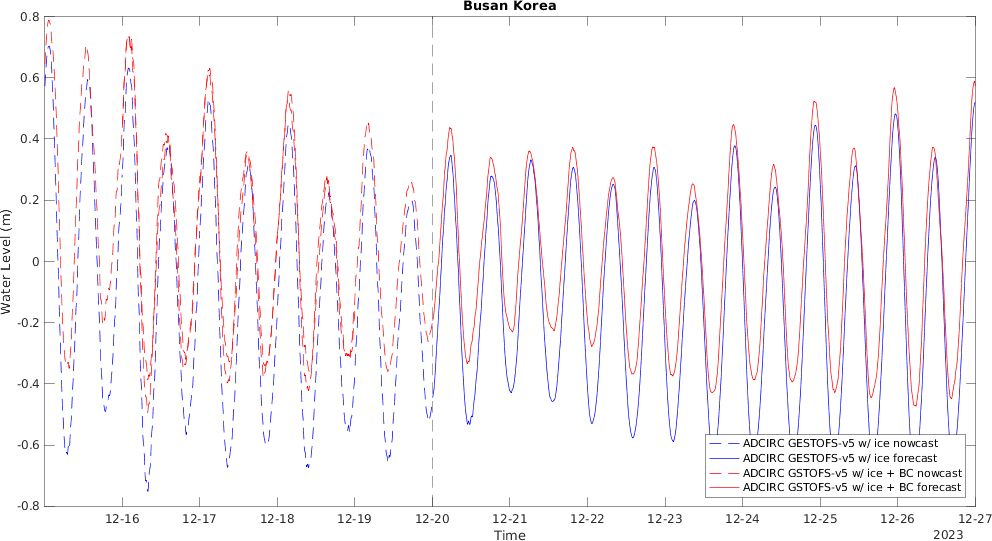 Busan Korea
Water Level (m)
0.8
0.6
0.4
0.2
0
-0.2
-0.4
-0.6
-0.8
ADCIRC GESTOFS-v5 w/ ice nowcast
ADCIRC GESTOFS-v5 w/ ice forecast
ADCIRC GSTOFS-v5 w/ ice + BC nowcast
ADCIRC GSTOFS-v5 w/ ice + BC forecast
12-16 12-17 12-18 12-19 12-20 12-21 12-22 12-23 12-24 12-25 12-26 12-27
Time
2023